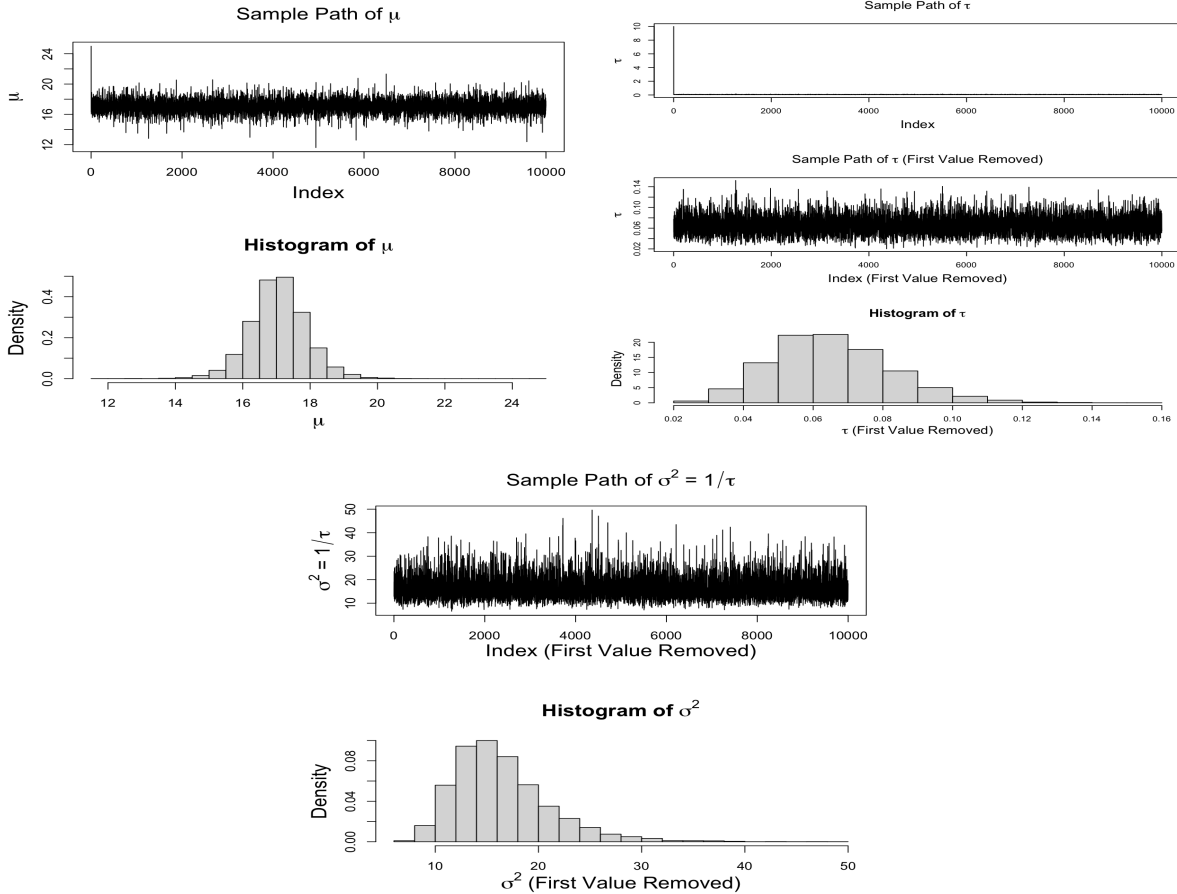 Sample Path of μ
μ
12 16 20 24
0 2000 4000 6000 8000 10000
Index
Histogram of μ
Density
0.0 0.2 0.4
12 14 16 18 20 22 24
μ
Sample Path of τ
τ
0 2 4 6 8 10
0 2000 4000 6000 8000 10000
Index
Sample Path of τ (First Value Removed)
τ
0.02 0.06 0.10 0.14
0 2000 4000 6000 8000 10000
Index (First Value Removed)
Histogram of τ
Density
0 5 10 15 20
0.02 0.04 0.06 0.08 0.10 0.12 0.14 0.16
τ (First Value Removed)
Sample Path of σ² = 1/τ
σ² = 1/τ
10 20 30 40 50
0 2000 4000 6000 8000 10000
Index (First Value Removed)
Histogram of σ²
Density
0.00 0.04 0.08
10 20 30 40 50
σ² (First Value Removed)